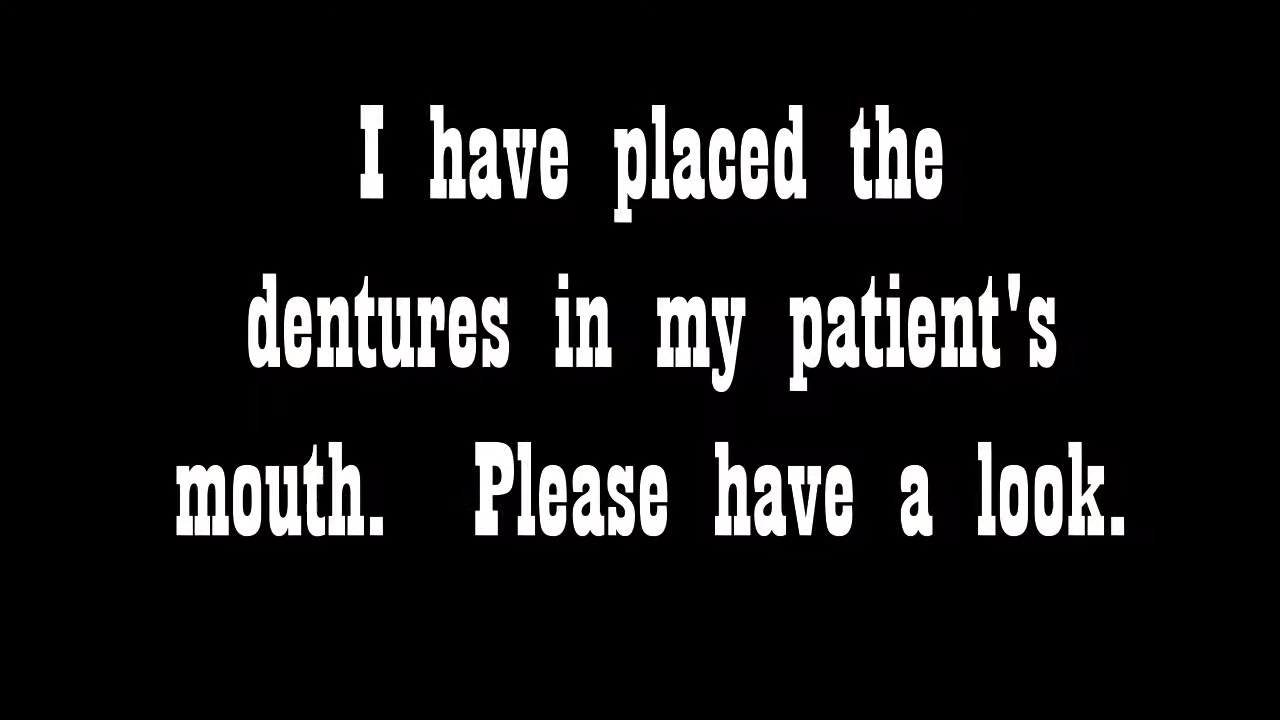 I have placed the
dentures in my patient's
mouth. Please have a look.